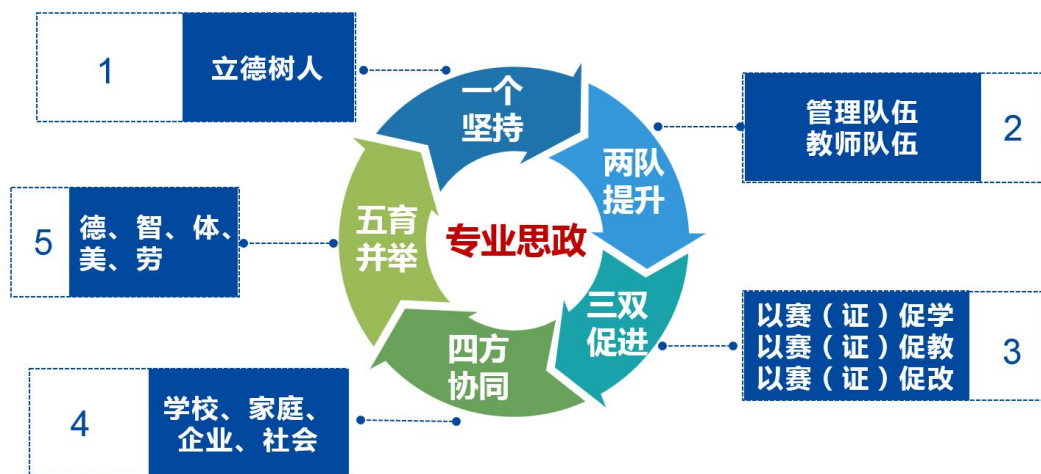 1
立德树人
一个
坚持
两队
提升
管理队伍
教师队伍
2
三双
促进
以赛（证）促学
以赛（证）促教
以赛（证）促改
3
四方
协同
学校、家庭、
企业、社会
4
五育
并举
德、智、体、
美、劳
5
专业思政